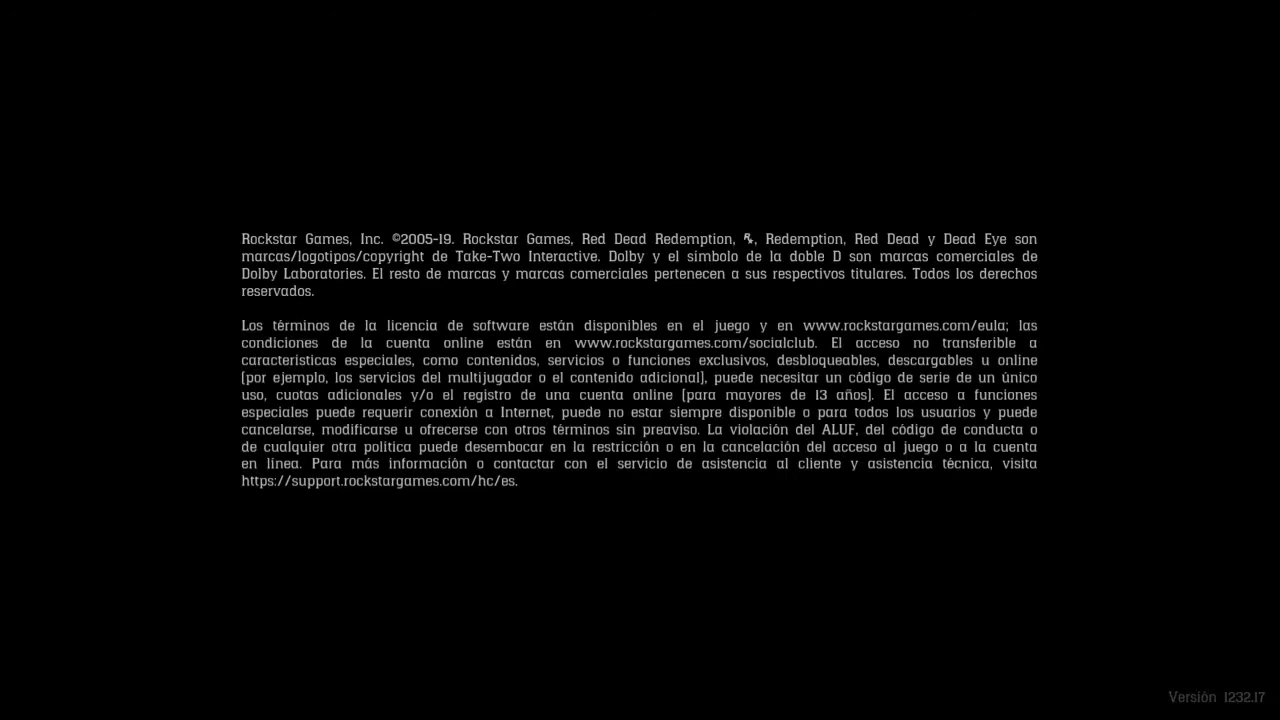 Rockstar Games, Inc. ©2005-19. Rockstar Games, Red Dead Redemption, R★, Redemption, Red Dead y Dead Eye son
marcas/logotipos/copyright de Take-Two Interactive. Dolby y el símbolo de la doble D son marcas comerciales de
Dolby Laboratories. El resto de marcas y marcas comerciales pertenecen a sus respectivos titulares. Todos los derechos
reservados.
Los términos de la licencia de software están disponibles en el juego y en www.rockstargames.com/eula; las
condiciones de la cuenta online están en www.rockstargames.com/socialclub. El acceso no transferible a
características especiales, como contenidos, servicios o funciones exclusivos, desbloqueables, descargables u online
(por ejemplo, los servicios del multijugador o el contenido adicional), puede necesitar un código de serie de un único
uso, cuotas adicionales y/o el registro de una cuenta online (para mayores de 13 años). El acceso a funciones
especiales puede requerir conexión a Internet, puede no estar siempre disponible o para todos los usuarios y puede
cancelarse, modificarse u ofrecerse con otros términos sin preaviso. La violación del ALUF, del código de conducta o
de cualquier otra política puede desembocar en la restricción o en la cancelación del acceso al juego o a la cuenta
en línea. Para más información o contactar con el servicio de asistencia al cliente y asistencia técnica, visita
https://support.rockstargames.com/hc/es.
Versión 1232.17